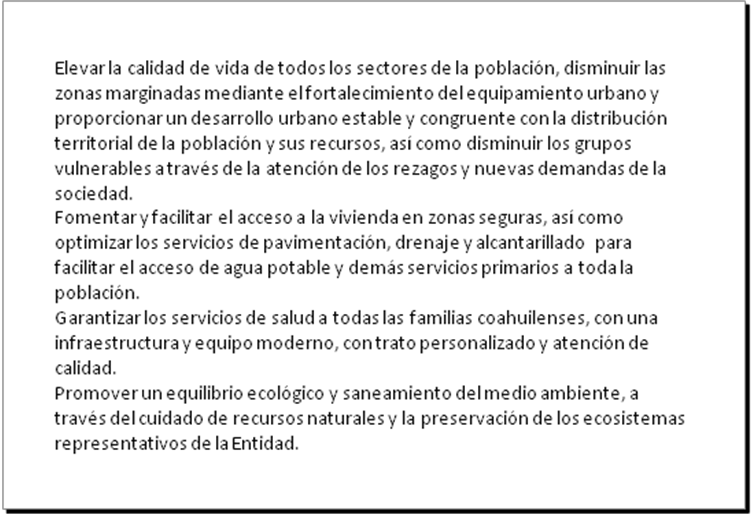 Elevar la calidad de vida de todos los sectores de la población, disminuir las
zonas marginadas mediante el fortalecimiento del equipamiento urbano y
proporcionar un desarrollo urbano estable y congruente con la distribución
territorial de la población y sus recursos, así como disminuir los grupos
vulnerables a través de la atención de los rezagos y nuevas demandas de la
sociedad.
Fomentar y facilitar el acceso a la vivienda en zonas seguras, así como
optimizar los servicios de pavimentación, drenaje y alcantarillado para
facilitar el acceso de agua potable y demás servicios primarios a toda la
población.
Garantizar los servicios de salud a todas las familias coahuilenses, con una
infraestructura y equipo moderno, con trato personalizado y atención de
calidad.
Promover un equilibrio ecológico y saneamiento del medio ambiente, a
través del cuidado de recursos naturales y la preservación de los ecosistemas
representativos de la Entidad.